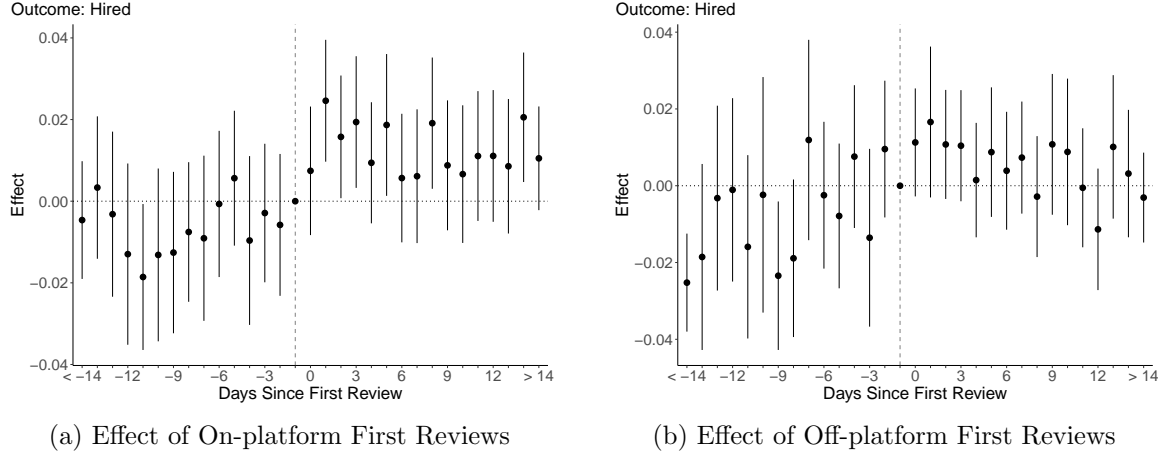 Outcome: Hired
0.04
0.02
0.00
−0.02
−0.04
Effect
< −14 −12 −9 −6 −3 0 3 6 9 12 > 14
Days Since First Review
(a) Effect of On-platform First Reviews
Outcome: Hired
0.04
0.02
0.00
−0.02
−0.04
Effect
< −14 −12 −9 −6 −3 0 3 6 9 12 > 14
Days Since First Review
(b) Effect of Off-platform First Reviews